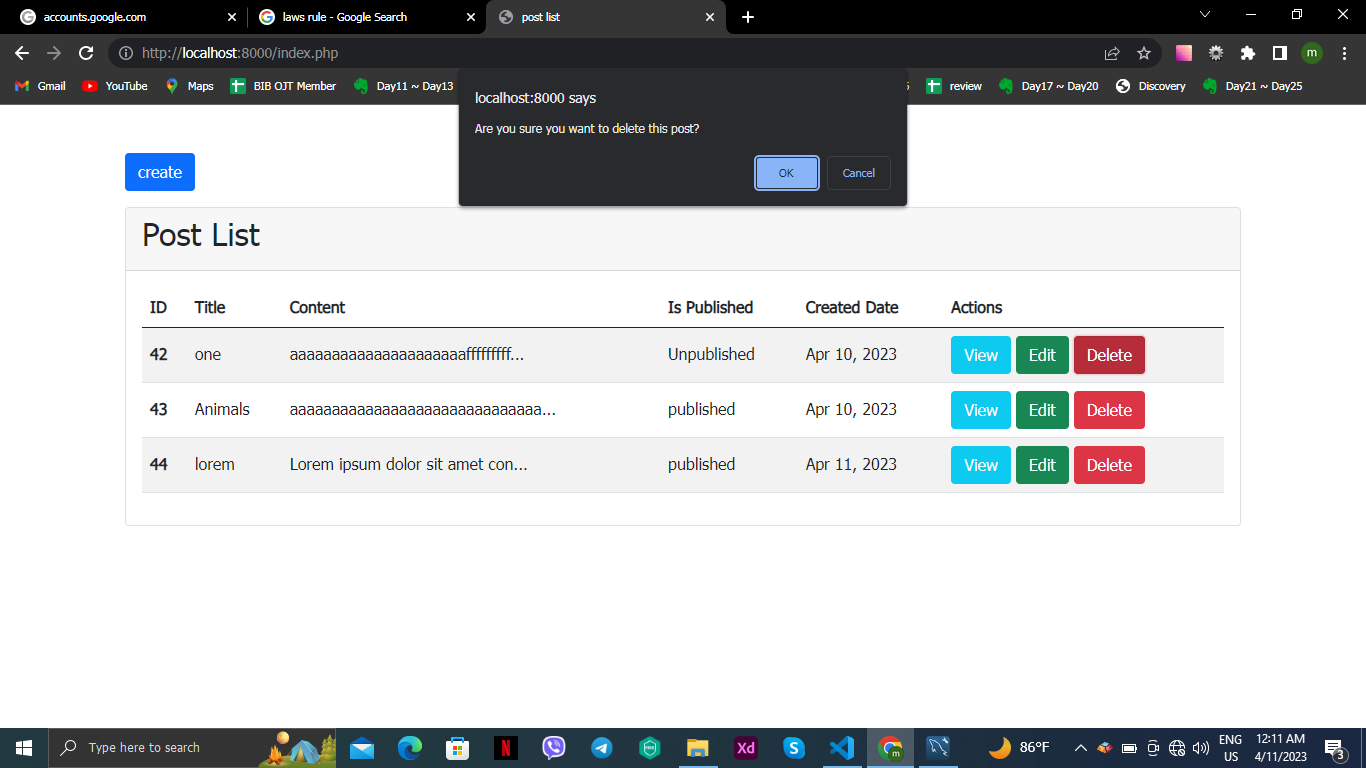 accounts.google.com
laws rule - Google Search
post list
http://localhost:8000/index.php
m
Gmail
YouTube
Maps
BIB OJT Member
Day11 ~ Day13
review
Day17 ~ Day20
Discovery
Day21 ~ Day25
localhost:8000 says
Are you sure you want to delete this post?
OK
Cancel
create
Post List
ID Title Content Is Published Created Date Actions
42 one aaaaaaaaaaaaaaaaaaaaafffffffff... Unpublished Apr 10, 2023 View Edit Delete
43 Animals aaaaaaaaaaaaaaaaaaaaaaaaaaaaaa... published Apr 10, 2023 View Edit Delete
44 lorem Lorem ipsum dolor sit amet con... published Apr 11, 2023 View Edit Delete
Type here to search
N
Xd
S
m
86°F
ENG
US
12:11 AM
4/11/2023
3